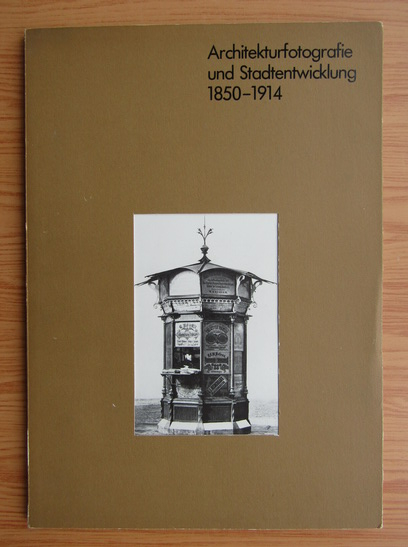 Architekturfotografie
und Stadtentwicklung
1850–1914